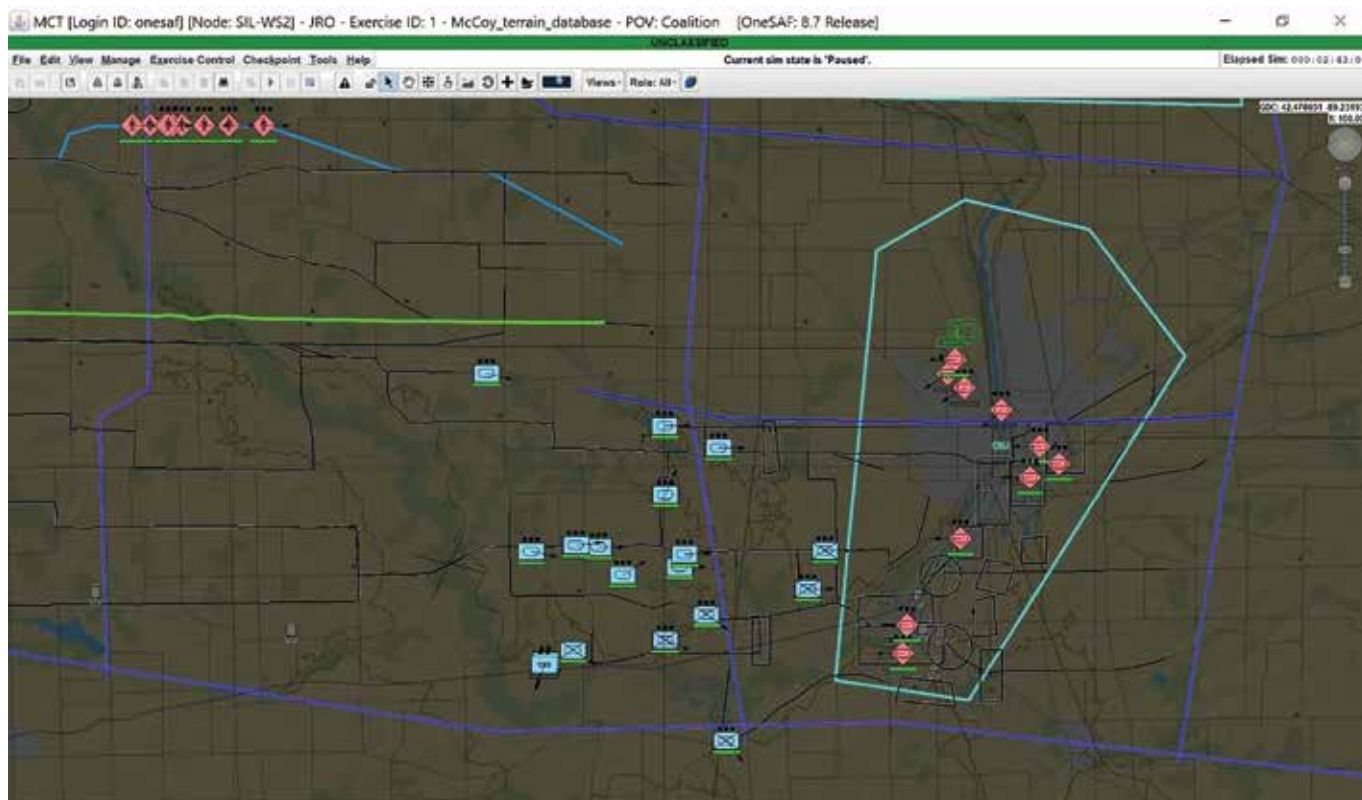 MCT [Login ID: onesaf] [Node: SIL-WS2] - JRO - Exercise ID: 1 - McCoy_terrain_database - POV: Coalition [OneSAF: 8.7 Release]
UNCLASSIFIED
File Edit View Manage Exercise Control Checkpoint Tools Help
Current sim state is 'Paused'.
Elapsed Sim:
Views
Role: All